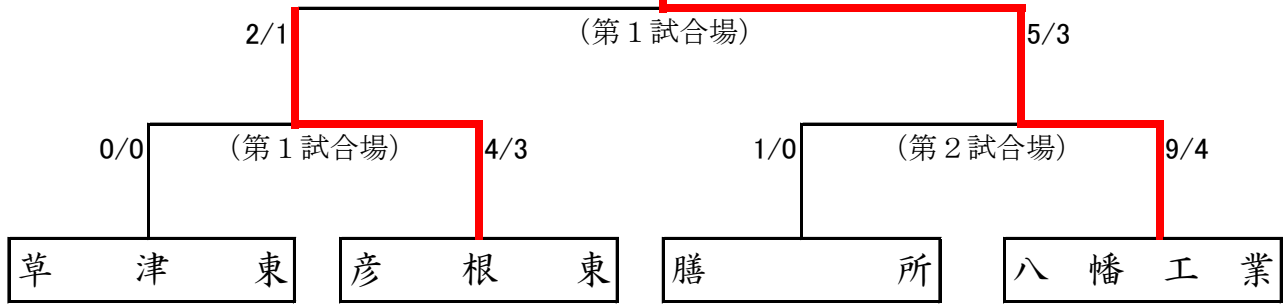 2/1 (第１試合場) 5/3
0/0 (第１試合場) 4/3 1/0 (第２試合場) 9/4
草津東 彦根東 膳所 八幡工業